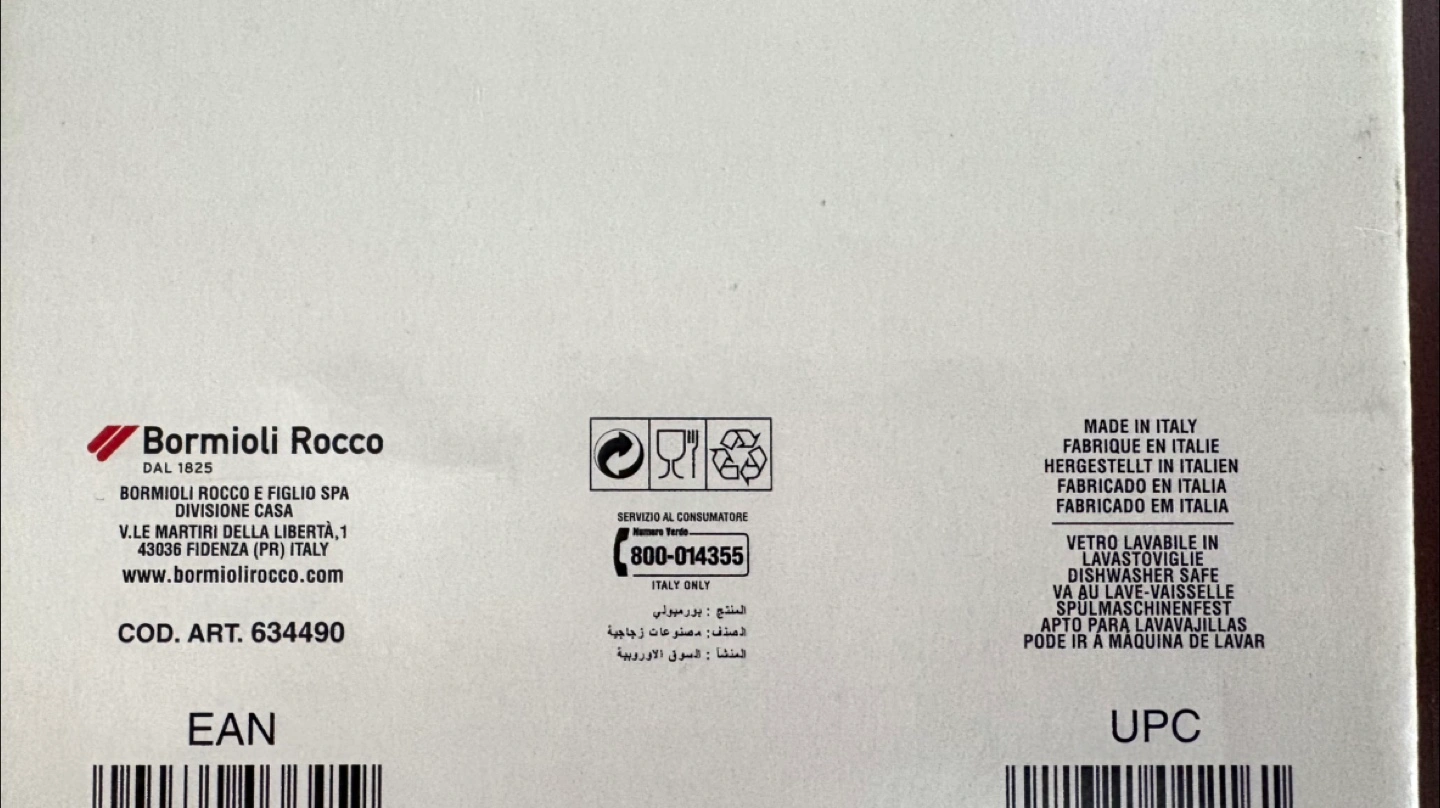 Bormioli Rocco
DAL 1825
BORMIOLI ROCCO E FIGLIO SPA
DIVISIONE CASA
V.LE MARTIRI DELLA LIBERTÀ,1
43036 FIDENZA (PR) ITALY
www.bormiolirocco.com
COD. ART. 634490
EAN
SERVIZIO AL CONSUMATORE
Numero Verde
800-014355
ITALY ONLY
المنتج : بورميولي
الصنف: مصنوعات زجاجية
المنشأ : السوق الاوروبية
MADE IN ITALY
FABRIQUE EN ITALIE
HERGESTELLT IN ITALIEN
FABRICADO EN ITALIA
FABRICADO EM ITALIA
VETRO LAVABILE IN
LAVASTOVIGLIE
DISHWASHER SAFE
VA AU LAVE-VAISSELLE
SPÜLMASCHINENFEST
APTO PARA LAVAVAJILLAS
PODE IR À MÁQUINA DE LAVAR
UPC